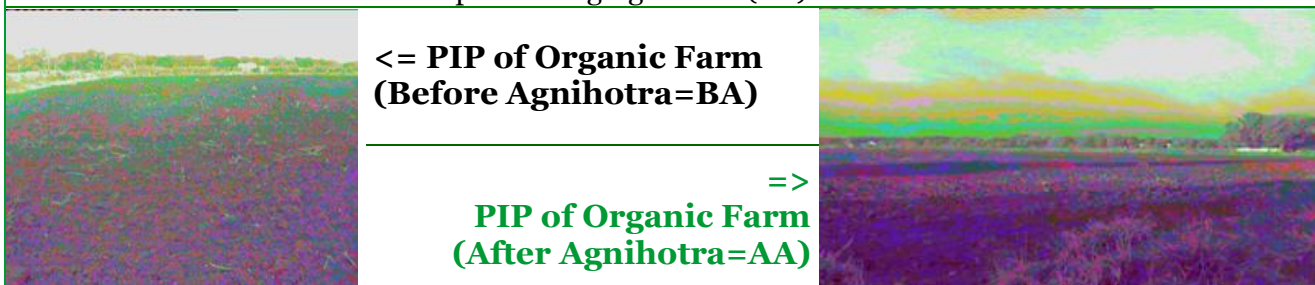 <= PIP of Organic Farm
(Before Agnihotra=BA)
=>
PIP of Organic Farm
(After Agnihotra=AA)